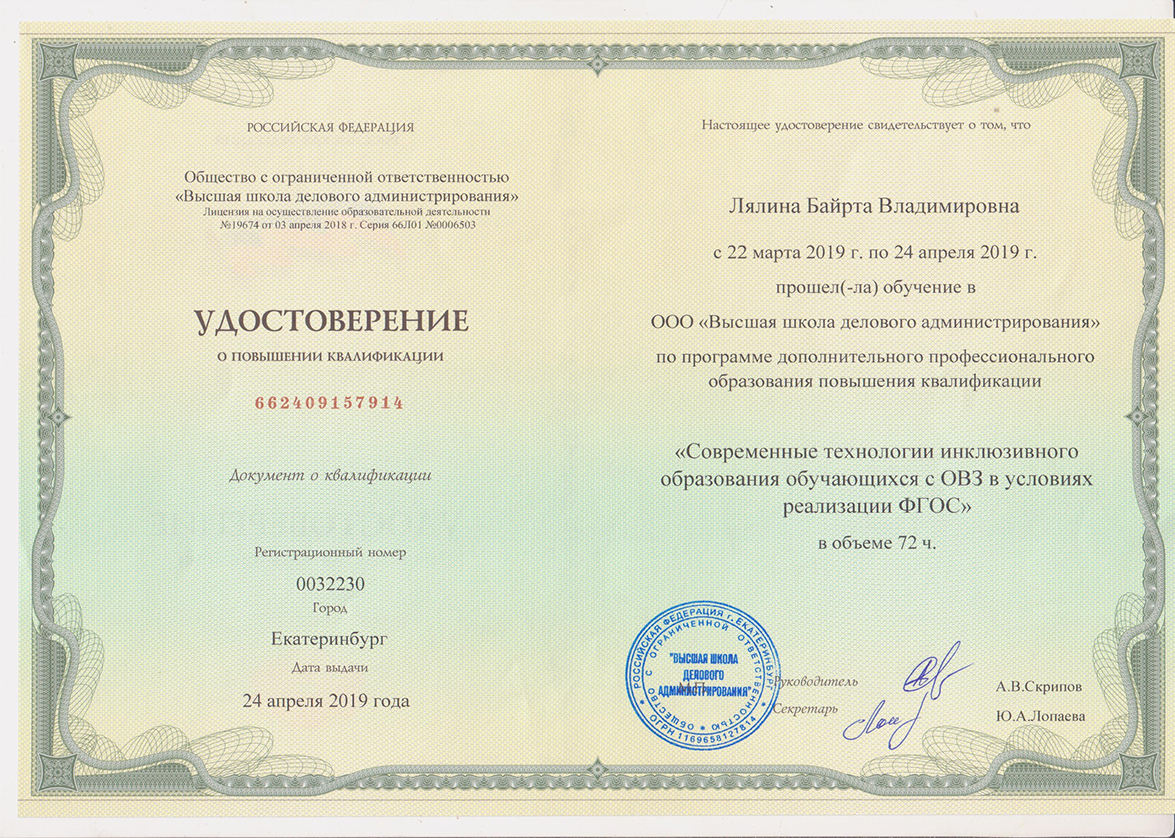 РОССИЙСКАЯ ФЕДЕРАЦИЯ
Общество с ограниченной ответственностью
«Высшая школа делового администрирования»
Лицензия на осуществление образовательной деятельности
№19674 от 03 апреля 2018 г. Серия 66Л01 №0006503
УДОСТОВЕРЕНИЕ
О ПОВЫШЕНИИ КВАЛИФИКАЦИИ
662409157914
Документ о квалификации
Регистрационный номер
0032230
Город
Екатеринбург
Дата выдачи
24 апреля 2019 года
Настоящее удостоверение свидетельствует о том, что
Лялина Байрта Владимировна
с 22 марта 2019 г. по 24 апреля 2019 г.
прошел(-ла) обучение в
ООО «Высшая школа делового администрирования»
по программе дополнительного профессионального
образования повышения квалификации
«Современные технологии инклюзивного
образования обучающихся с ОВЗ в условиях
реализации ФГОС»
в объеме 72 ч.
РОССИЙСКАЯ ФЕДЕРАЦИЯ г. ЕКАТЕРИНБУРГ
ОБЩЕСТВО С ОГРАНИЧЕННОЙ ОТВЕТСТВЕННОСТЬЮ
"ВЫСШАЯ ШКОЛА
ДЕЛОВОГО
АДМИНИСТРИРОВАНИЯ"
ОГРН 1169658127814
МП
Руководитель
А.В.Скрипов
Секретарь
Ю.А.Лопаева